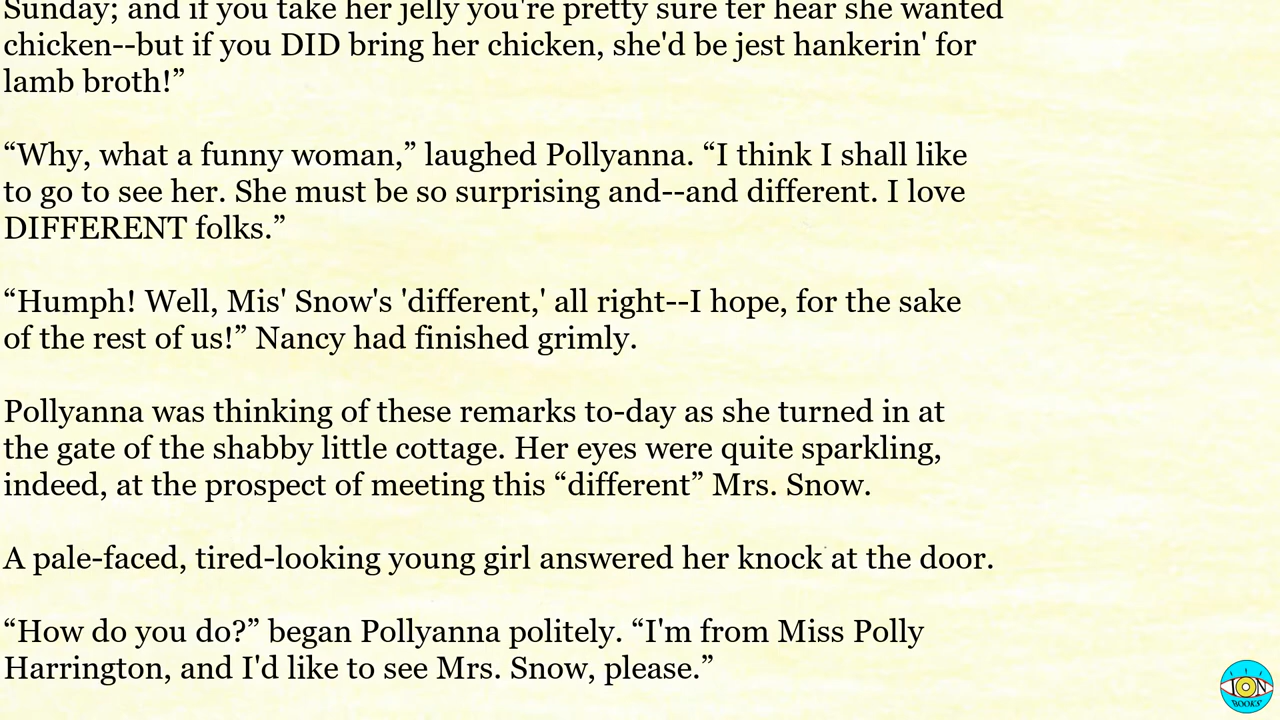 Sunday; and if you take her jelly you're pretty sure ter hear she wanted
chicken--but if you DID bring her chicken, she'd be jest hankerin' for
lamb broth!”
“Why, what a funny woman,” laughed Pollyanna. “I think I shall like
to go to see her. She must be so surprising and--and different. I love
DIFFERENT folks.”
“Humph! Well, Mis' Snow's 'different,' all right--I hope, for the sake
of the rest of us!” Nancy had finished grimly.
Pollyanna was thinking of these remarks to-day as she turned in at
the gate of the shabby little cottage. Her eyes were quite sparkling,
indeed, at the prospect of meeting this “different” Mrs. Snow.
A pale-faced, tired-looking young girl answered her knock at the door.
“How do you do?” began Pollyanna politely. “I'm from Miss Polly
Harrington, and I'd like to see Mrs. Snow, please.”
ION
BOOKS